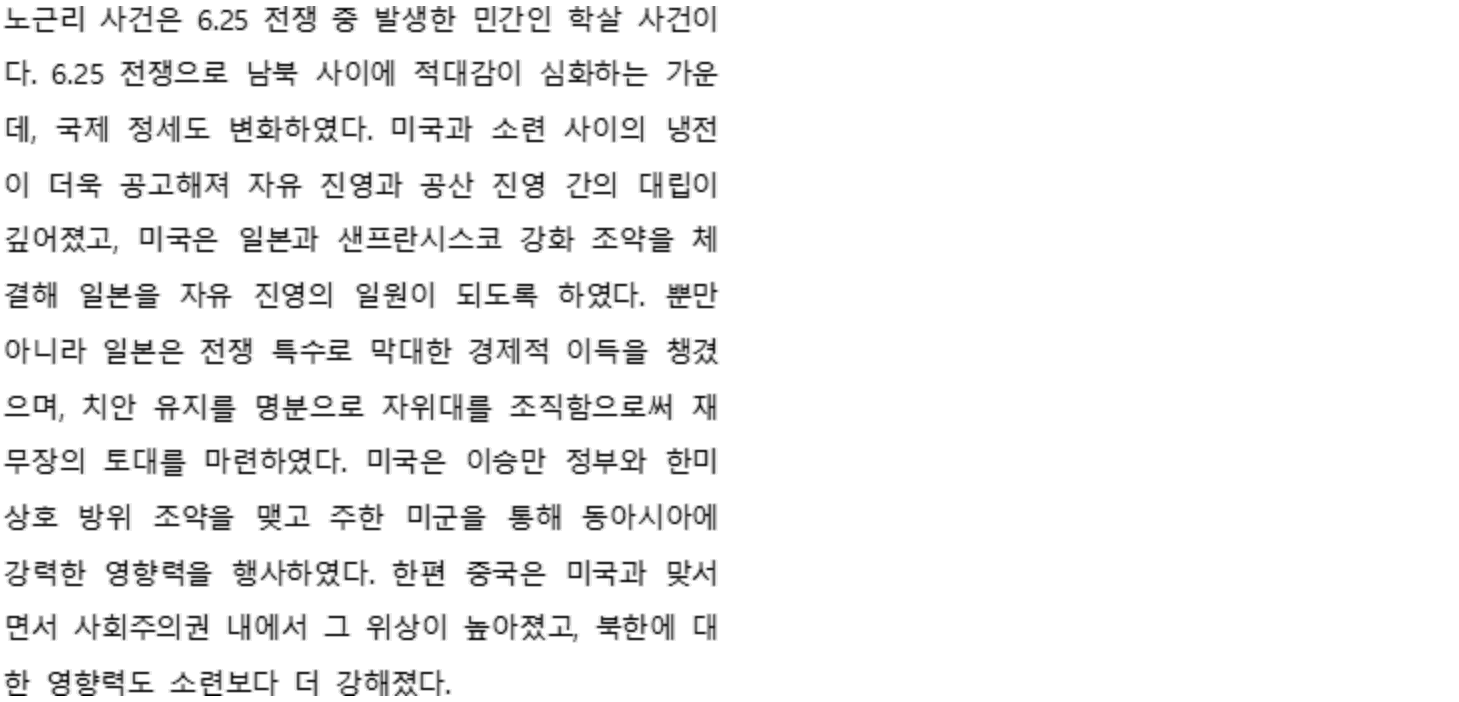 노근리 사건은 6.25 전쟁 중 발생한 민간인 학살 사건이
다. 6.25 전쟁으로 남북 사이에 적대감이 심화하는 가운
데, 국제 정세도 변화하였다. 미국과 소련 사이의 냉전
이 더욱 공고해져 자유 진영과 공산 진영 간의 대립이
깊어졌고, 미국은 일본과 샌프란시스코 강화 조약을 체
결해 일본을 자유 진영의 일원이 되도록 하였다. 뿐만
아니라 일본은 전쟁 특수로 막대한 경제적 이득을 챙겼
으며, 치안 유지를 명분으로 자위대를 조직함으로써 재
무장의 토대를 마련하였다. 미국은 이승만 정부와 한미
상호 방위 조약을 맺고 주한 미군을 통해 동아시아에
강력한 영향력을 행사하였다. 한편 중국은 미국과 맞서
면서 사회주의권 내에서 그 위상이 높아졌고, 북한에 대
한 영향력도 소련보다 더 강해졌다.